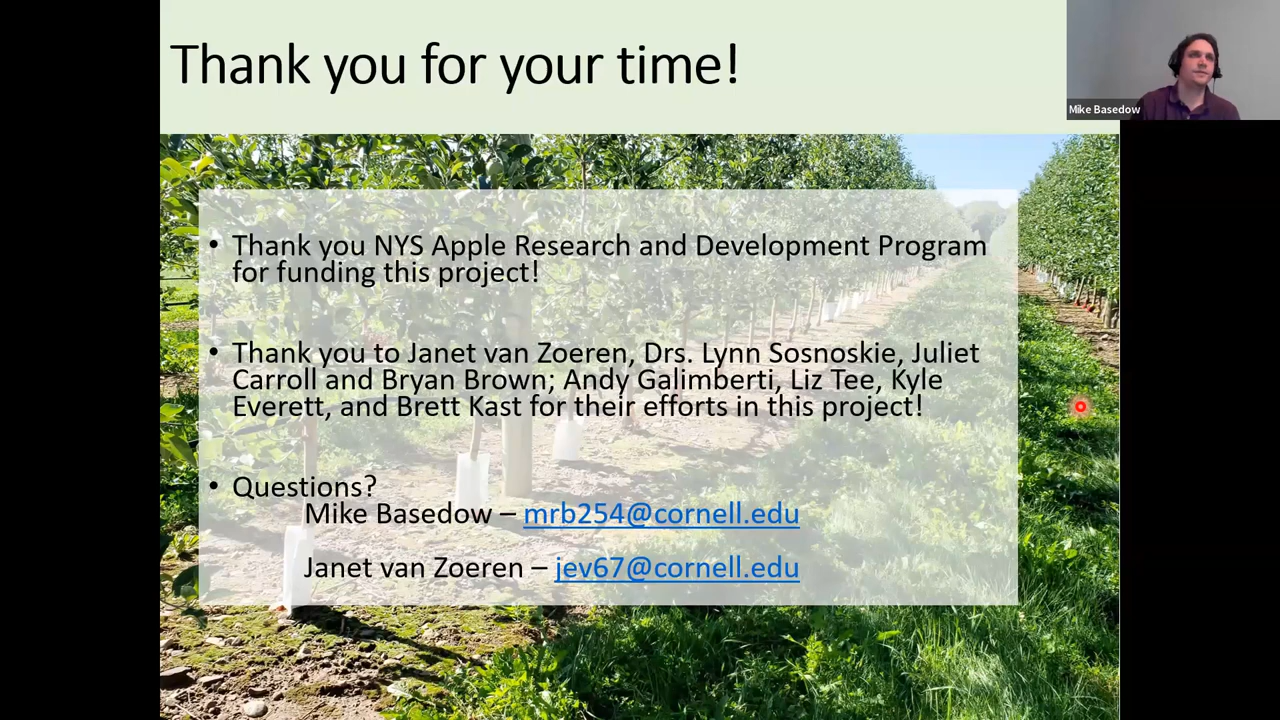 Thank you for your time!
Mike Basedow
• Thank you NYS Apple Research and Development Program
for funding this project!
• Thank you to Janet van Zoeren, Drs. Lynn Sosnoskie, Juliet
Carroll and Bryan Brown; Andy Galimberti, Liz Tee, Kyle
Everett, and Brett Kast for their efforts in this project!
• Questions?
Mike Basedow – mrb254@cornell.edu
Janet van Zoeren – jev67@cornell.edu